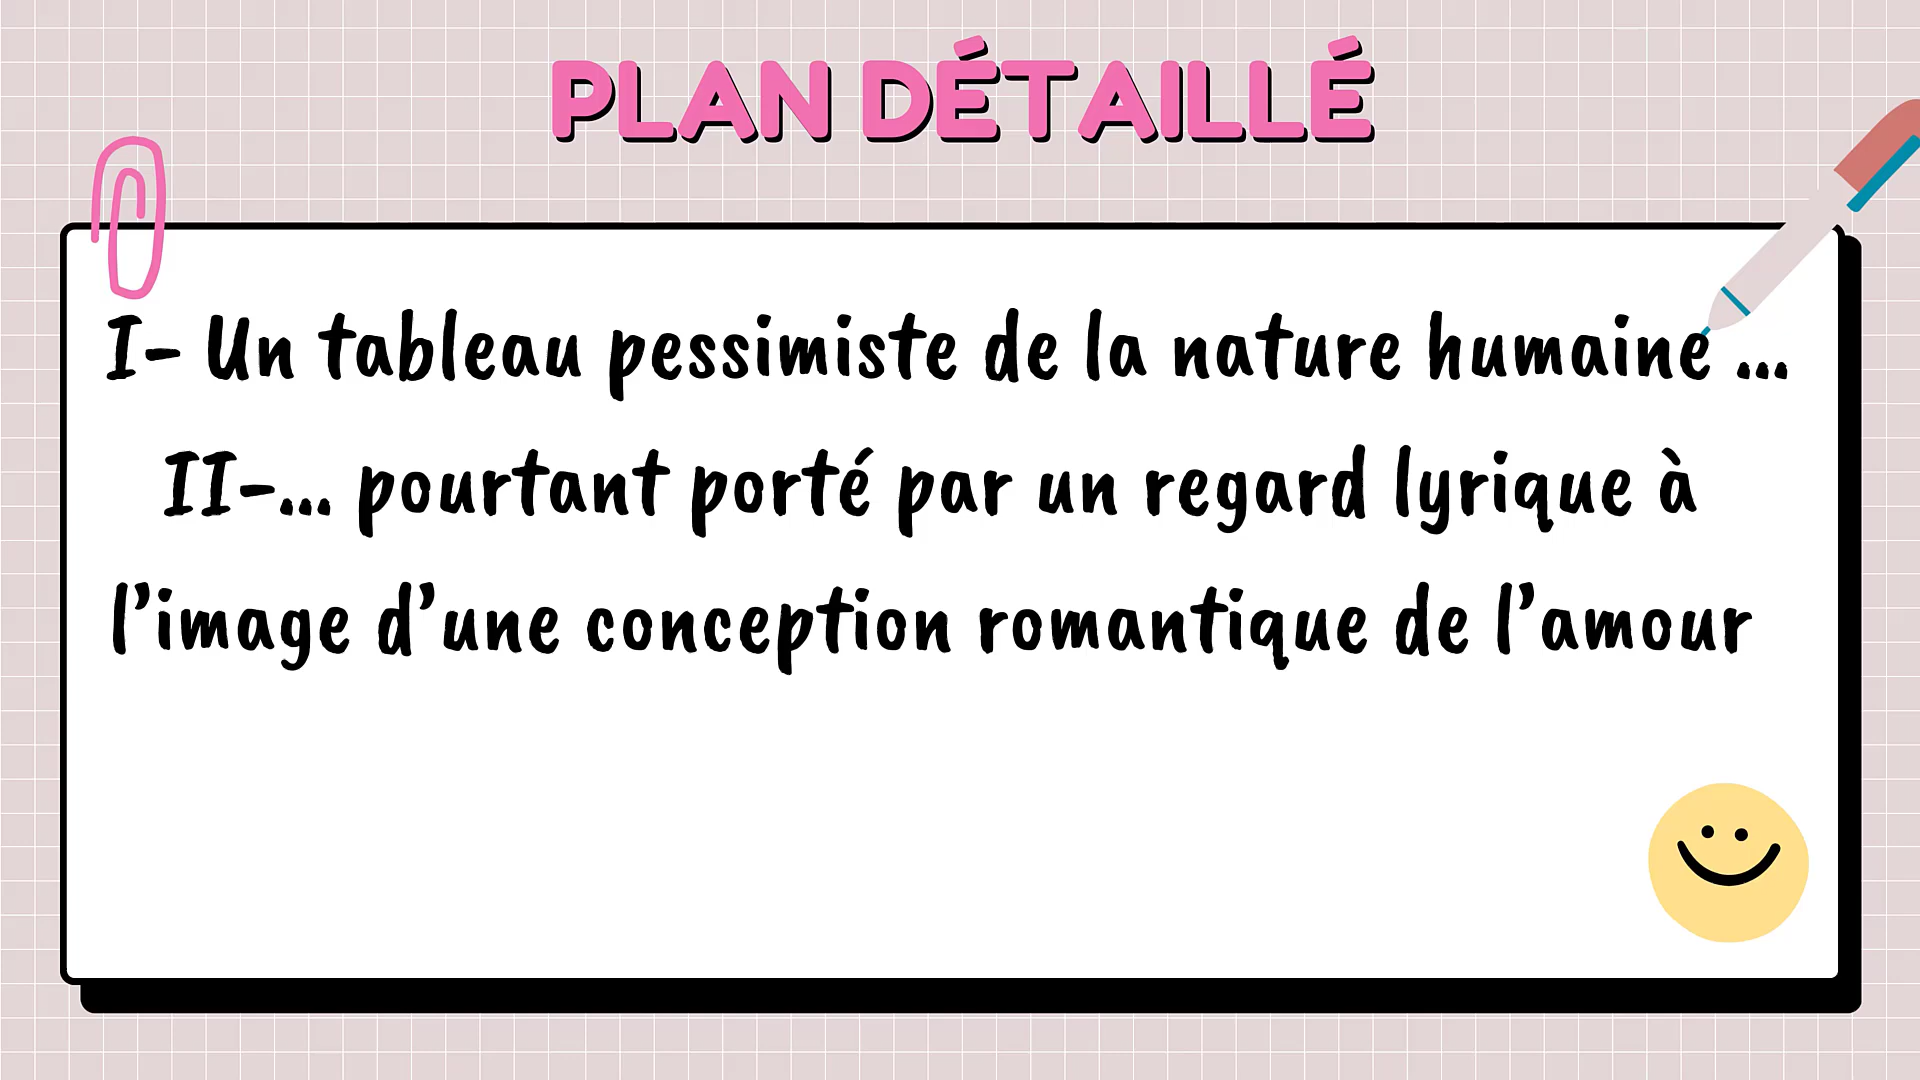 PLAN DÉTAILLÉ
I- Un tableau pessimiste de la nature humaine ...
II-... pourtant porté par un regard lyrique à
l’image d’une conception romantique de l’amour